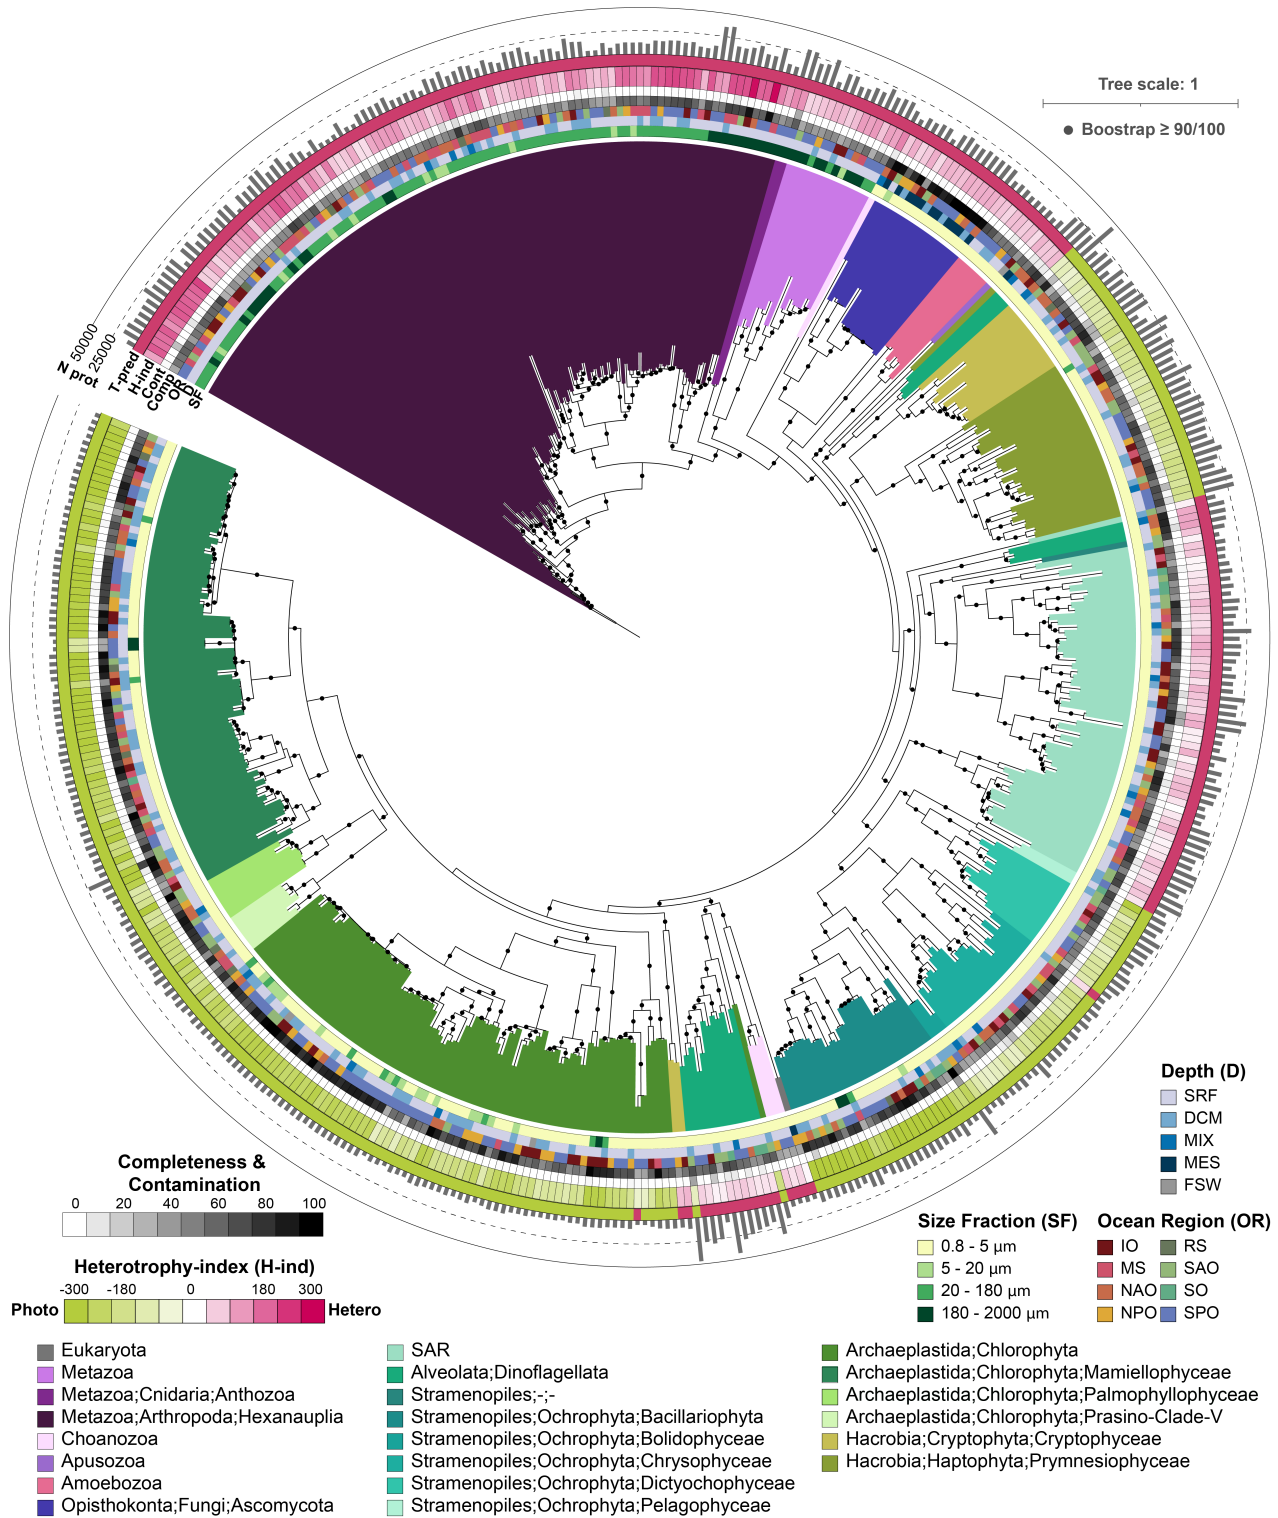 Tree scale: 1
Boostrap ≥ 90/100
50000
25000
N prot
T-pred
H-ind
Cont
Comp
OR
D
SF
Depth (D)
SRF
DCM
MIX
MES
FSW
Completeness &
Contamination
0 20 40 60 80 100
Heterotrophy-index (H-ind)
-300 -180 0 180 300
Photo Hetero
Size Fraction (SF)
0.8 - 5 µm
5 - 20 µm
20 - 180 µm
180 - 2000 µm
Ocean Region (OR)
IO RS
MS SAO
NAO SO
NPO SPO
Eukaryota
Metazoa
Metazoa;Cnidaria;Anthozoa
Metazoa;Arthropoda;Hexanauplia
Choanozoa
Apusozoa
Amoebozoa
Opisthokonta;Fungi;Ascomycota
SAR
Alveolata;Dinoflagellata
Stramenopiles;-;-
Stramenopiles;Ochrophyta;Bacillariophyta
Stramenopiles;Ochrophyta;Bolidophyceae
Stramenopiles;Ochrophyta;Chrysophyceae
Stramenopiles;Ochrophyta;Dictyochophyceae
Stramenopiles;Ochrophyta;Pelagophyceae
Archaeplastida;Chlorophyta
Archaeplastida;Chlorophyta;Mamiellophyceae
Archaeplastida;Chlorophyta;Palmophyllophyceae
Archaeplastida;Chlorophyta;Prasino-Clade-V
Hacrobia;Cryptophyta;Cryptophyceae
Hacrobia;Haptophyta;Prymnesiophyceae